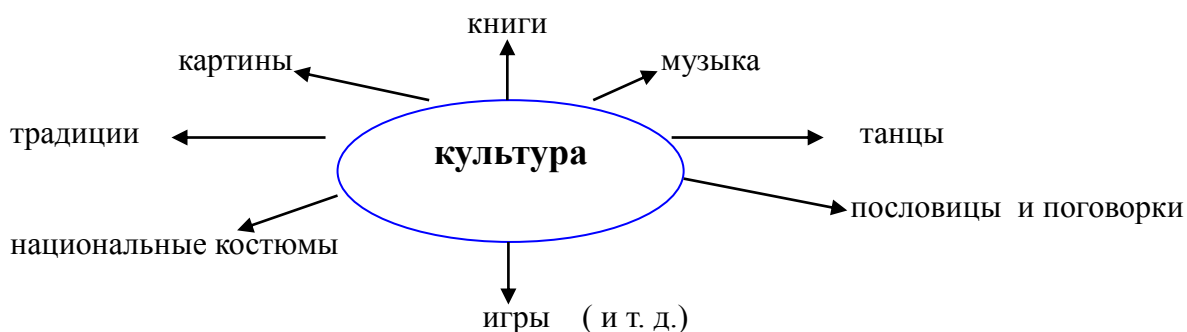 книги
картины
музыка
традиции
культура
танцы
пословицы и поговорки
национальные костюмы
игры ( и т. д.)